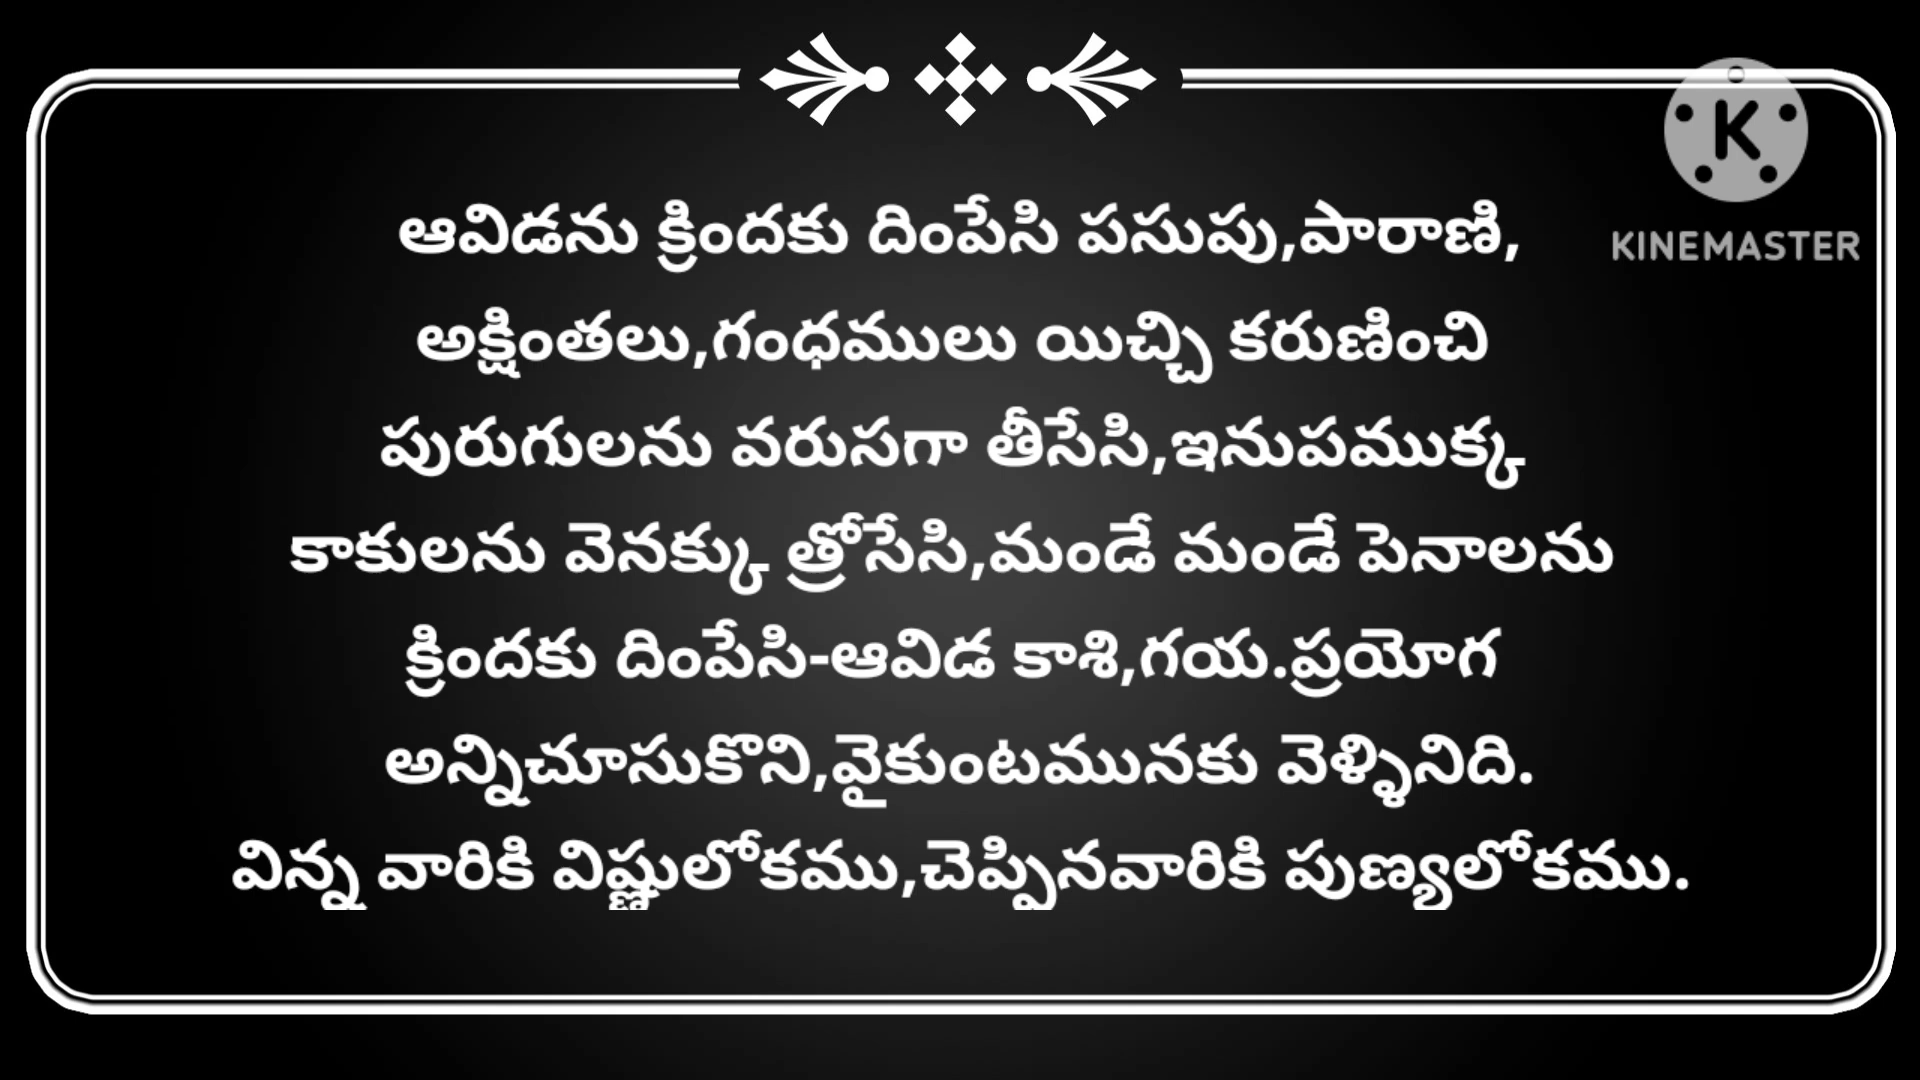 ఆవిడను క్రిందకు దింపేసి పసుపు,పారాణి,
అక్షింతలు,గంధములు యిచ్చి కరుణించి
పురుగులను వరుసగా తీసేసి,ఇనుపముక్కు
కాకులను వెనక్కు త్రోసేసి,మండే మండే పెనాలను
క్రిందకు దింపేసి-ఆవిడ కాశి,గయ.ప్రయోగ
అన్నిచూసుకొని,వైకుంటమునకు వెళ్ళినిది.
విన్న వారికి విష్ణులోకము,చెప్పినవారికి పుణ్యలోకము.
K
KINEMASTER